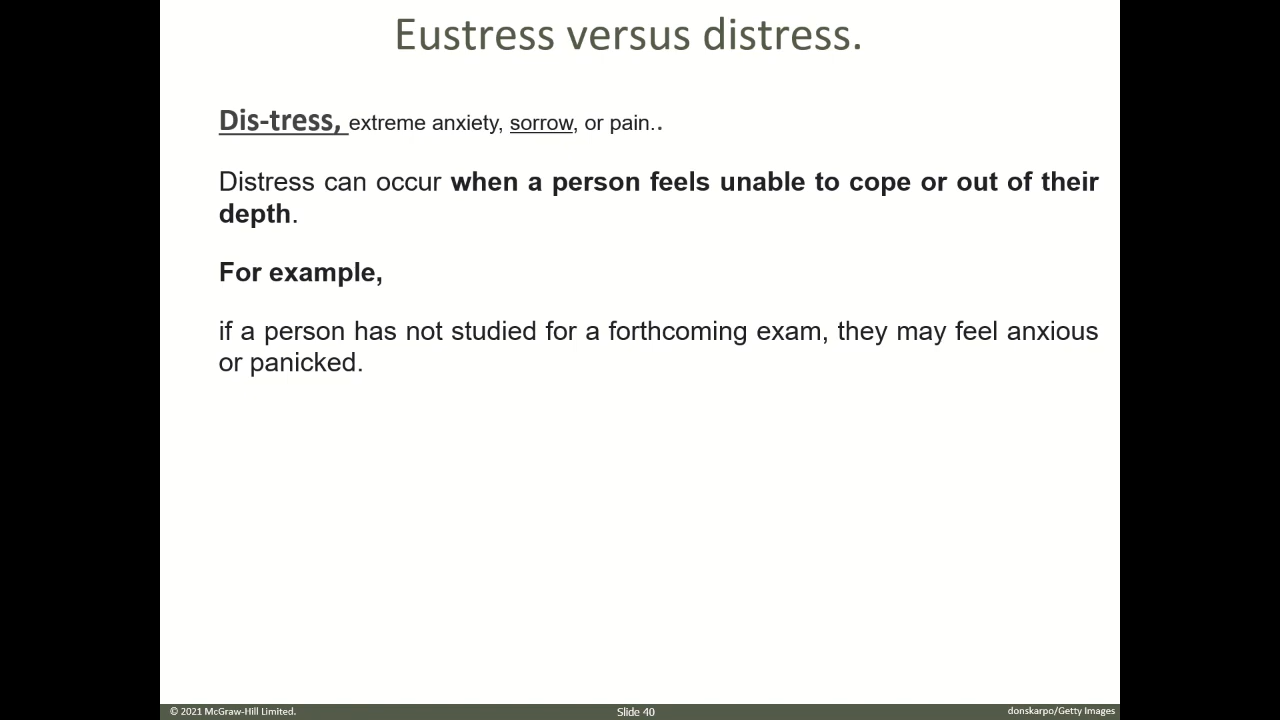 Eustress versus distress.
Dis-tress, extreme anxiety, sorrow, or pain..
Distress can occur when a person feels unable to cope or out of their
depth.
For example,
if a person has not studied for a forthcoming exam, they may feel anxious
or panicked.
© 2021 McGraw-Hill Limited.
Slide 40
donskarpo/Getty Images